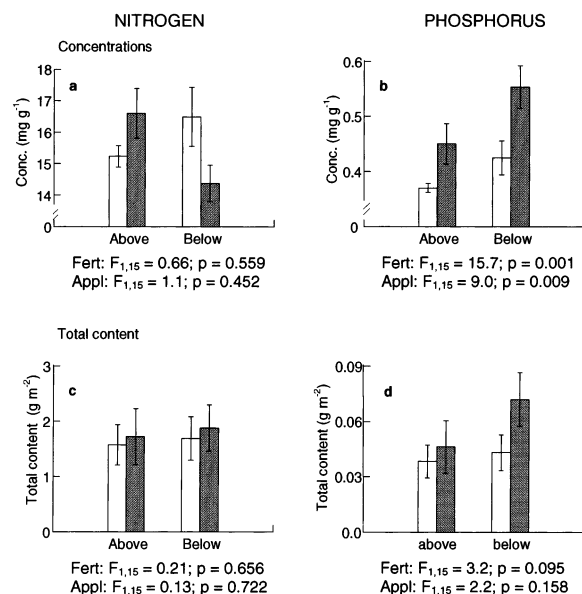 NITROGEN
PHOSPHORUS
Concentrations
a
Conc. (mg g⁻¹)
18
17
16
15
14
0
Above Below
Fert: F1,15 = 0.66; p = 0.559
Appl: F1,15 = 1.1; p = 0.452
b
Conc. (mg g⁻¹)
0.6
0.5
0.4
0
Above Below
Fert: F1,15 = 15.7; p = 0.001
Appl: F1,15 = 9.0; p = 0.009
Total content
c
Total content (g m⁻²)
3
2
1
0
Above Below
Fert: F1,15 = 0.21; p = 0.656
Appl: F1,15 = 0.13; p = 0.722
d
Total content (g m⁻²)
0.09
0.06
0.03
0.0
above below
Fert: F1,15 = 3.2; p = 0.095
Appl: F1,15 = 2.2; p = 0.158